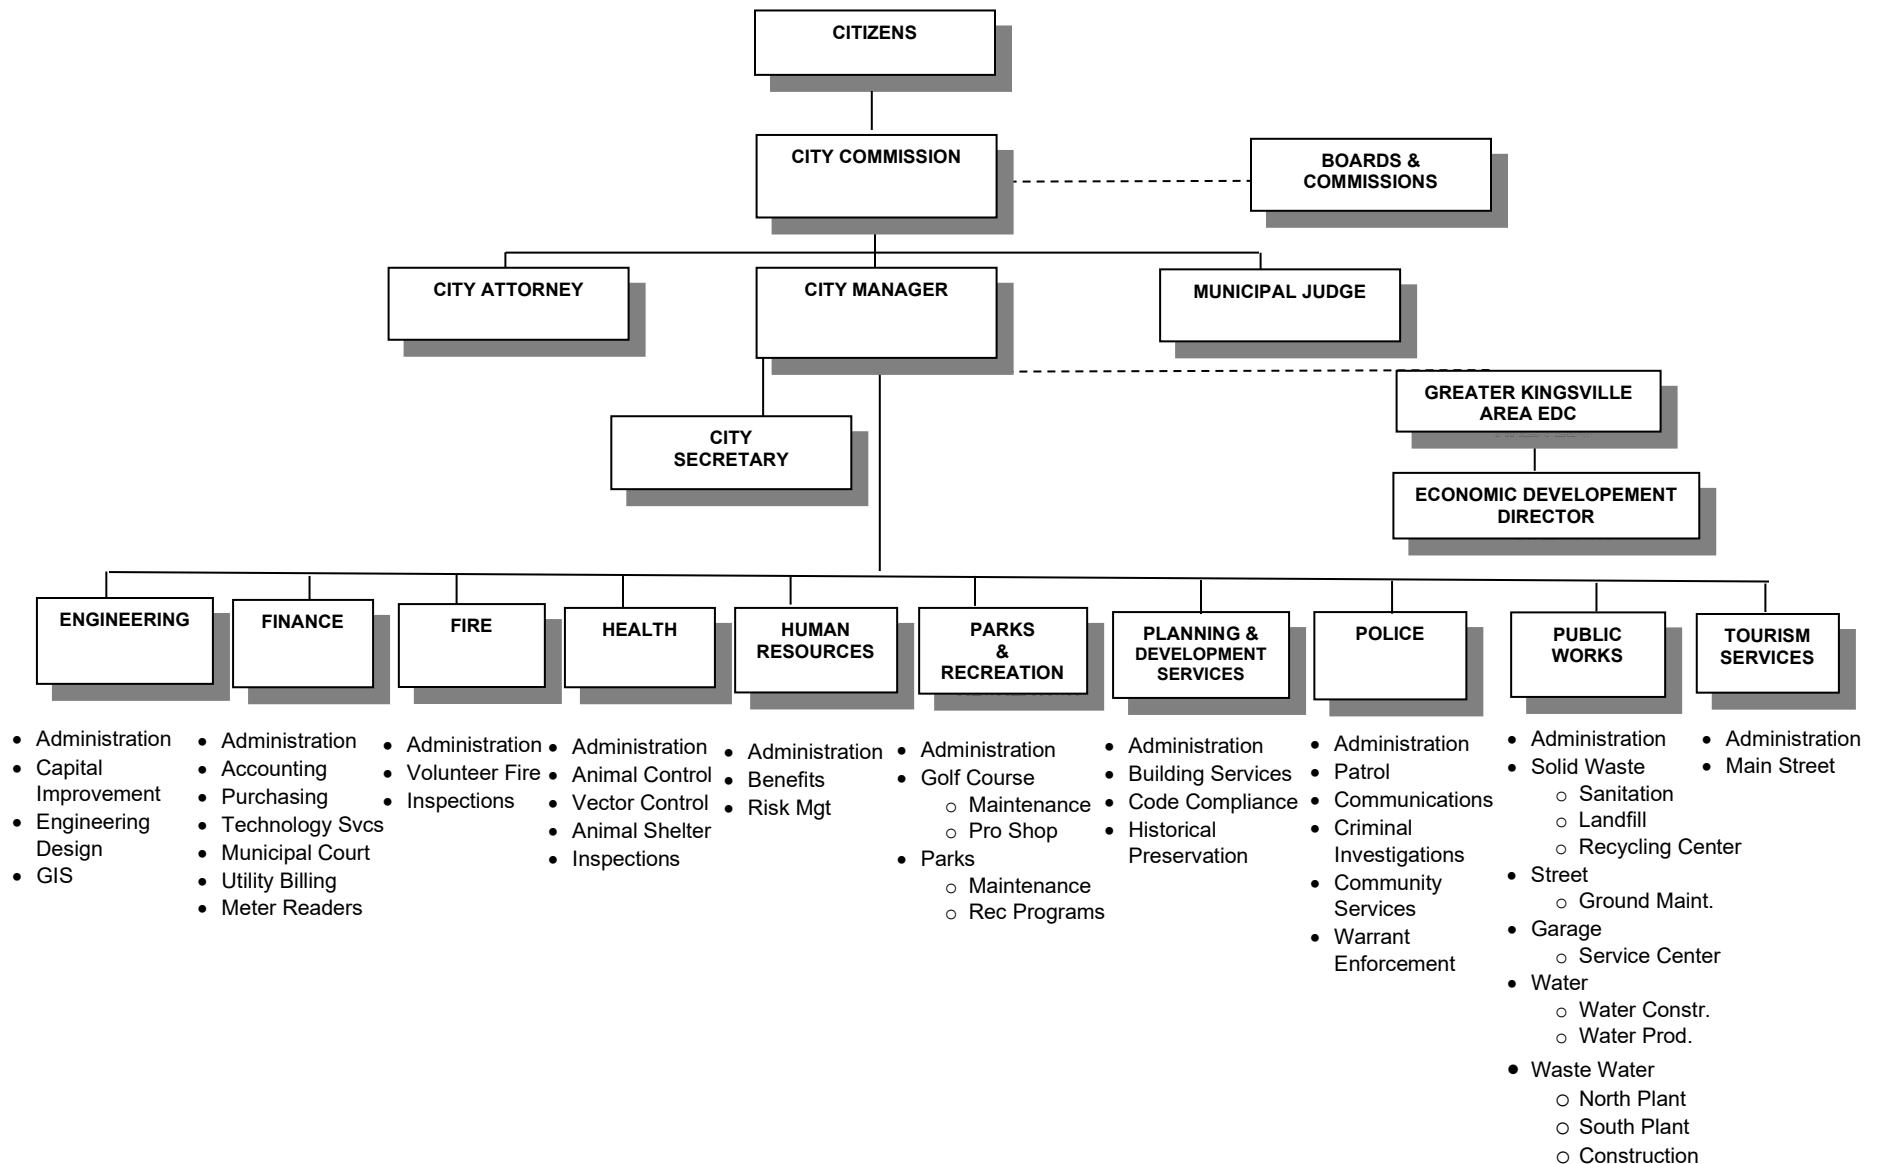 CITIZENS
CITY COMMISSION
BOARDS &
COMMISSIONS
CITY ATTORNEY
CITY MANAGER
MUNICIPAL JUDGE
GREATER KINGSVILLE
AREA EDC
CITY
SECRETARY
ECONOMIC DEVELOPEMENT
DIRECTOR
ENGINEERING
• Administration
• Capital
Improvement
• Engineering
Design
• GIS
FINANCE
• Administration
• Accounting
• Purchasing
• Technology Svcs
• Municipal Court
• Utility Billing
• Meter Readers
FIRE
• Administration
• Volunteer Fire
• Inspections
HEALTH
• Administration
• Animal Control
• Vector Control
• Animal Shelter
• Inspections
HUMAN
RESOURCES
• Administration
• Benefits
• Risk Mgt
PARKS
&
RECREATION
• Administration
• Golf Course
o Maintenance
o Pro Shop
• Parks
o Maintenance
o Rec Programs
PLANNING &
DEVELOPMENT
SERVICES
• Administration
• Building Services
• Code Compliance
• Historical
Preservation
POLICE
• Administration
• Patrol
• Communications
• Criminal
Investigations
• Community
Services
• Warrant
Enforcement
PUBLIC
WORKS
• Administration
• Solid Waste
o Sanitation
o Landfill
o Recycling Center
• Street
o Ground Maint.
• Garage
o Service Center
• Water
o Water Constr.
o Water Prod.
• Waste Water
o North Plant
o South Plant
o Construction
TOURISM
SERVICES
• Administration
• Main Street